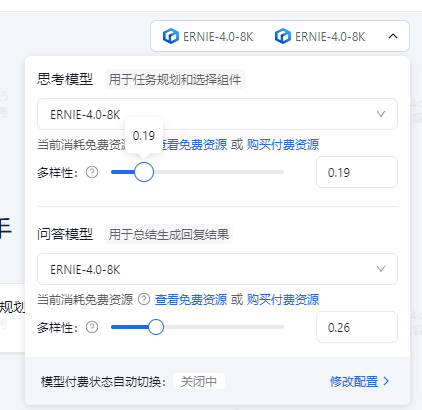 ERNIE-4.0-8K ERNIE-4.0-8K
思考模型 用于任务规划和选择组件
ERNIE-4.0-8K
0.19
当前消耗免费资 查看免费资源 或 购买付费资源
多样性: 0.19
手
问答模型 用于总结生成回复结果
ERNIE-4.0-8K
规划
当前消耗免费资源 查看免费资源 或 购买付费资源
多样性: 0.26
模型付费状态自动切换: 关闭中 修改配置